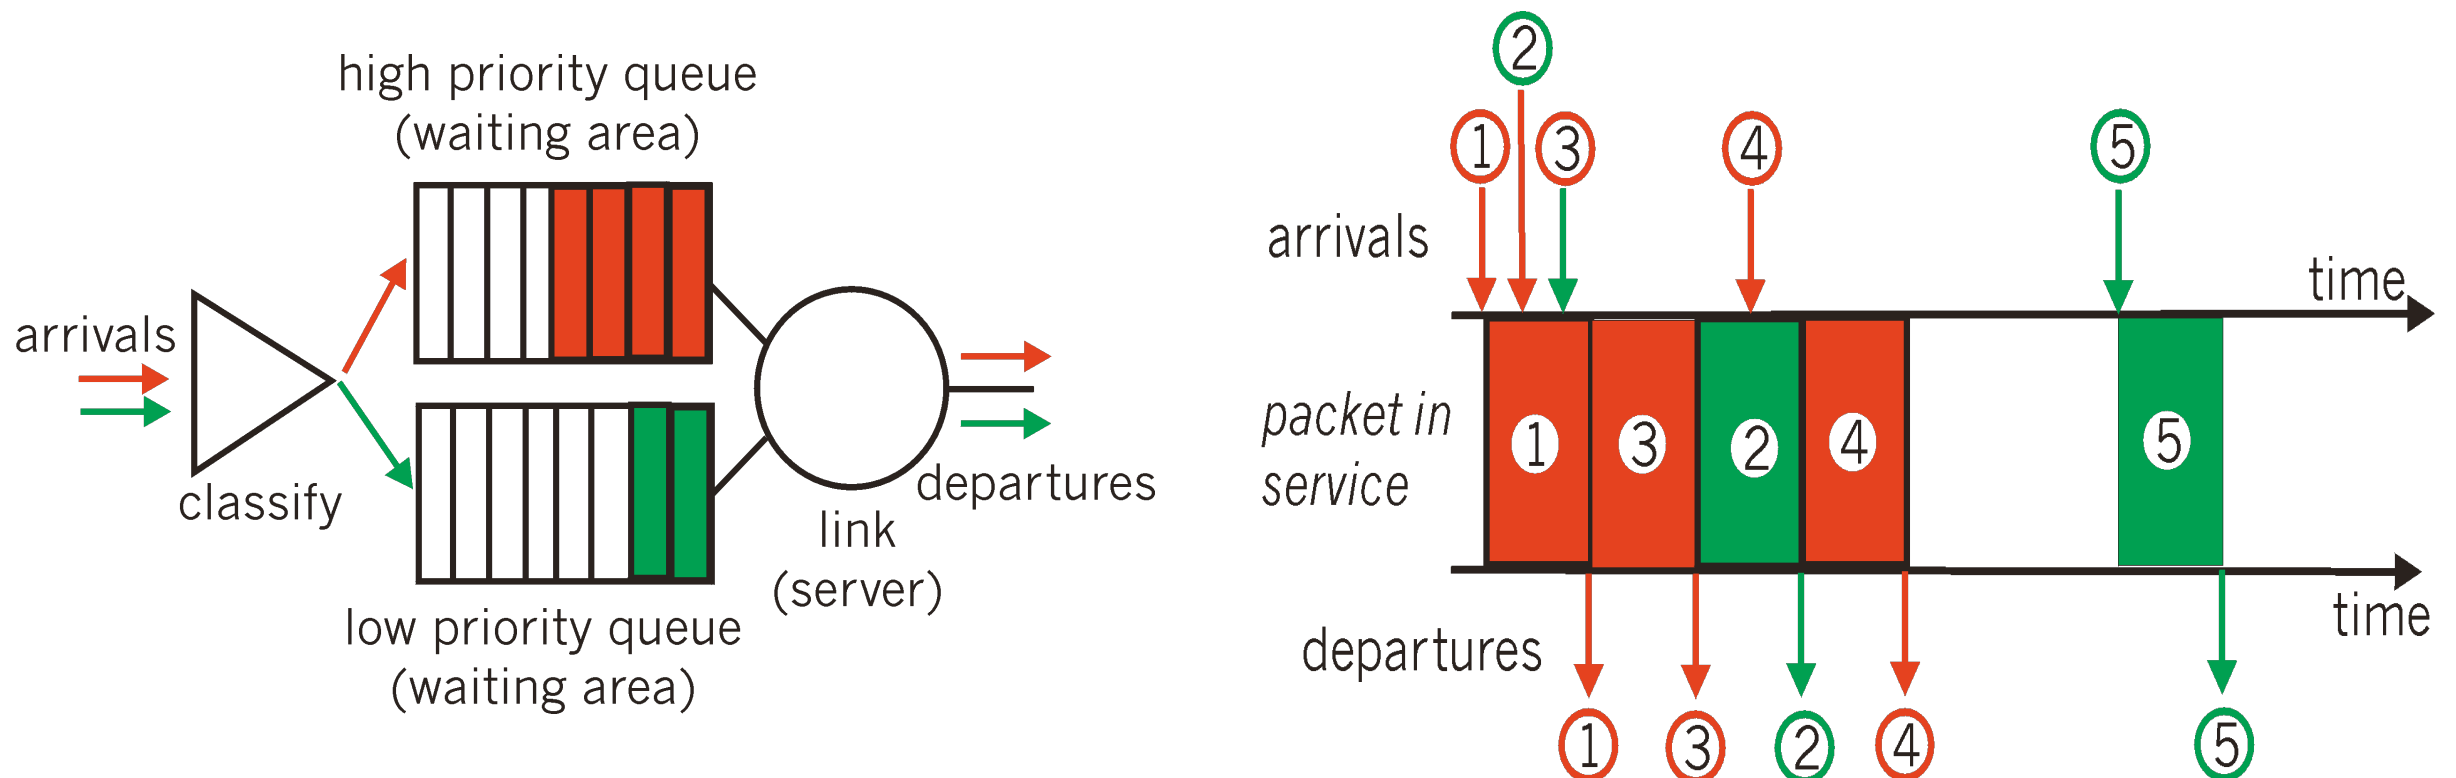 high priority queue
(waiting area)
arrivals
classify
low priority queue
(waiting area)
link
(server)
departures
2
1
3
4
5
arrivals
time
packet in
service
1
3
2
4
5
time
departures
1
3
2
4
5